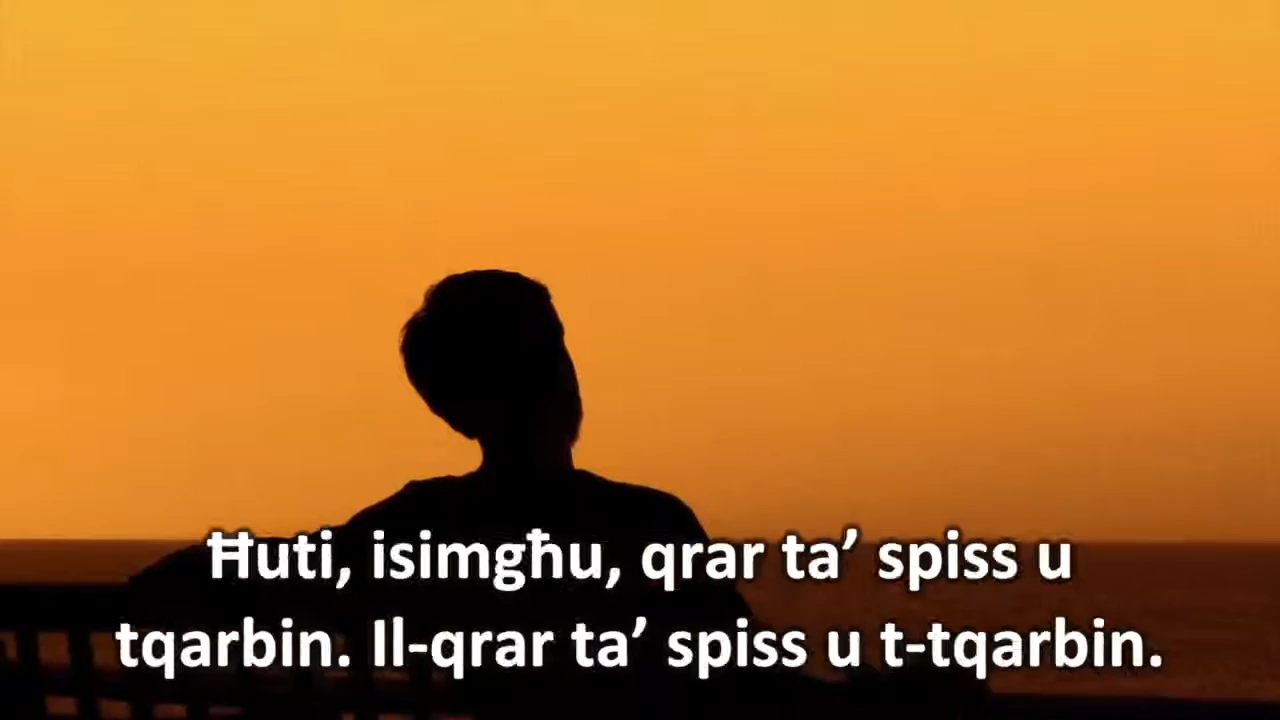 Ħuti, isimgħu, qrar ta’ spiss u
tqarbin. Il-qrar ta’ spiss u t-tqarbin.